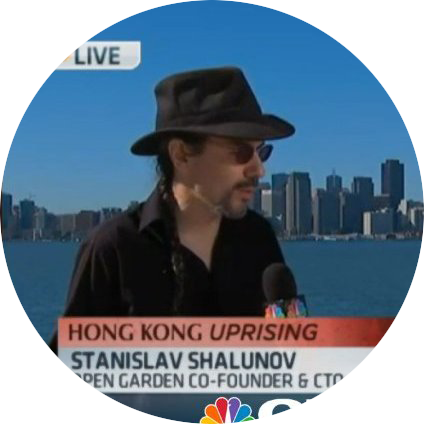 LIVE
HONG KONG UPRISING
STANISLAV SHALUNOV
OPEN GARDEN CO-FOUNDER & CTO